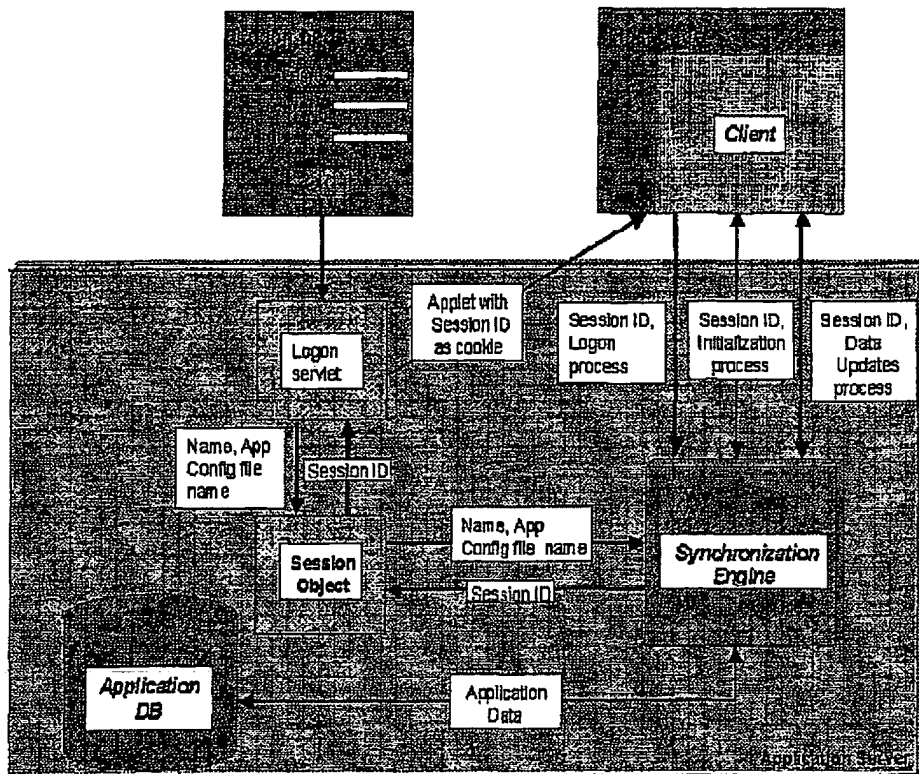 Client
Applet with
Session ID
as cookie
Session ID,
Logon
process
Session ID,
Initialization
process
Session ID,
Data
Updates
process
Logon
servlet
Name, App
Config file
name
Session ID
Session
Object
Name, App
Config file name
Session ID
Synchronization
Engine
Application
DB
Application
Data
Application Server